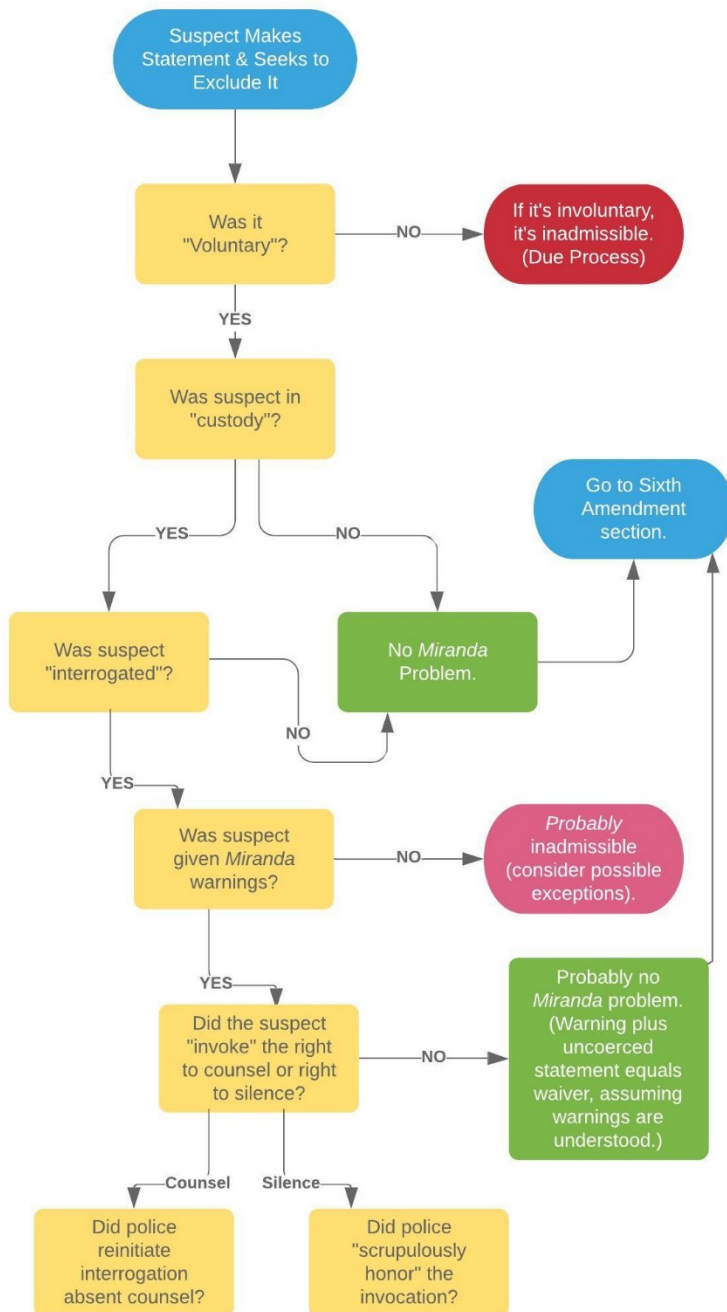 Suspect Makes
Statement & Seeks to
Exclude It
Was it
"Voluntary"?
NO
If it's involuntary,
it's inadmissible.
(Due Process)
YES
Was suspect in
"custody"?
YES
NO
Go to Sixth
Amendment
section.
Was suspect
"interrogated"?
NO
No Miranda
Problem.
YES
Was suspect
given Miranda
warnings?
NO
Probably
inadmissible
(consider possible
exceptions).
YES
Did the suspect
"invoke" the right
to counsel or right
to silence?
NO
Probably no
Miranda problem.
(Warning plus
uncoerced
statement equals
waiver, assuming
warnings are
understood.)
Counsel
Silence
Did police
reinitiate
interrogation
absent counsel?
Did police
"scrupulously
honor" the
invocation?